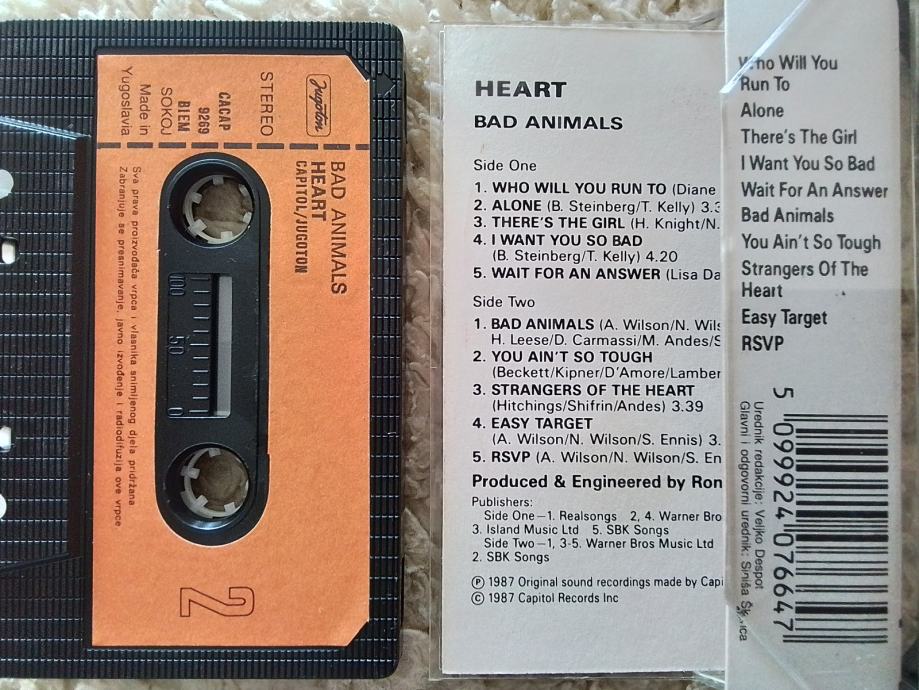 Jugoton
STEREO
CACAP
9269
BIEM
SOKOJ
Made in
Yugoslavia
BAD ANIMALS
HEART
CAPITOL/JUGOTON
Sva prava proizvođača vrpca i vlasnika snimljenog djela pridržana
Zabranjuje se presnimavanje, javno izvođenje i radiodifuzija ove vrpce
100
50
0
2
HEART
BAD ANIMALS
Side One
1. WHO WILL YOU RUN TO (Diane
2. ALONE (B. Steinberg/T. Kelly) 3.3
3. THERE'S THE GIRL (H. Knight/N.
4. I WANT YOU SO BAD
(B. Steinberg/T. Kelly) 4.20
5. WAIT FOR AN ANSWER (Lisa Da
Side Two
1. BAD ANIMALS (A. Wilson/N. Wils
H. Leese/D. Carmassi/M. Andes/S
2. YOU AIN'T SO TOUGH
(Beckett/Kipner/D'Amore/Lamber
3. STRANGERS OF THE HEART
(Hitchings/Shifrin/Andes) 3.39
4. EASY TARGET
(A. Wilson/N. Wilson/S. Ennis) 3.
5. RSVP (A. Wilson/N. Wilson/S. En
Produced & Engineered by Ron
Publishers:
Side One—1. Realsongs 2, 4. Warner Bro
3. Island Music Ltd 5. SBK Songs
Side Two—1, 3-5. Warner Bros Music Ltd
2. SBK Songs
Ⓟ 1987 Original sound recordings made by Capi
© 1987 Capitol Records Inc
Who Will You
Run To
Alone
There's The Girl
I Want You So Bad
Wait For An Answer
Bad Animals
You Ain't So Tough
Strangers Of The
Heart
Easy Target
RSVP
5 099924 076647
Urednik redakcije: Veljko Despot
Glavni i odgovorni urednik: Siniša